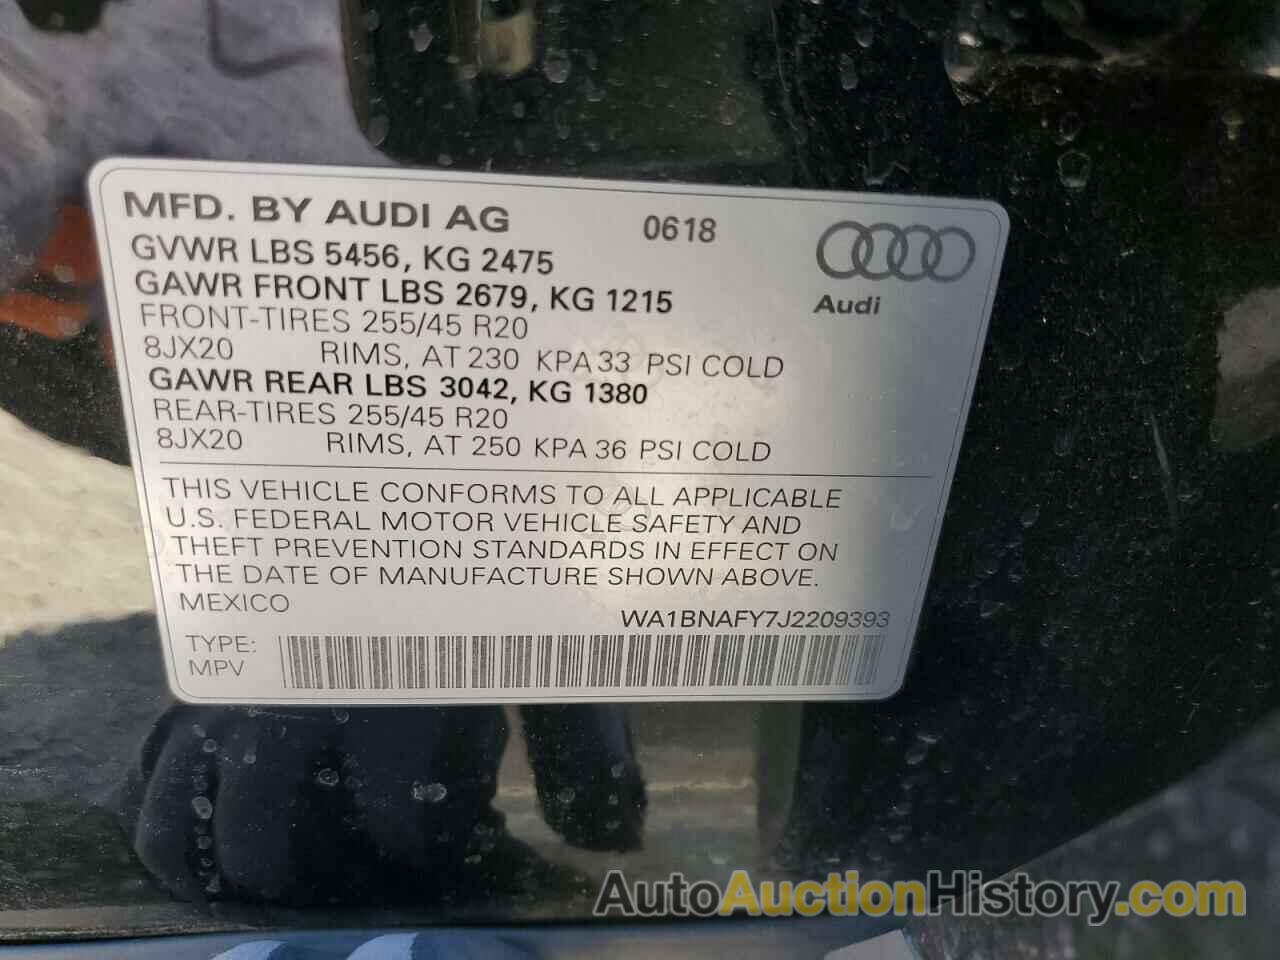 MFD. BY AUDI AG 0618
GVWR LBS 5456, KG 2475
GAWR FRONT LBS 2679, KG 1215
Audi
FRONT-TIRES 255/45 R20
8JX20 RIMS, AT 230 KPA 33 PSI COLD
GAWR REAR LBS 3042, KG 1380
REAR-TIRES 255/45 R20
8JX20 RIMS, AT 250 KPA 36 PSI COLD
THIS VEHICLE CONFORMS TO ALL APPLICABLE
U.S. FEDERAL MOTOR VEHICLE SAFETY AND
THEFT PREVENTION STANDARDS IN EFFECT ON
THE DATE OF MANUFACTURE SHOWN ABOVE.
MEXICO
WA1BNAFY7J2209393
TYPE:
MPV
AutoAuctionHistory.com